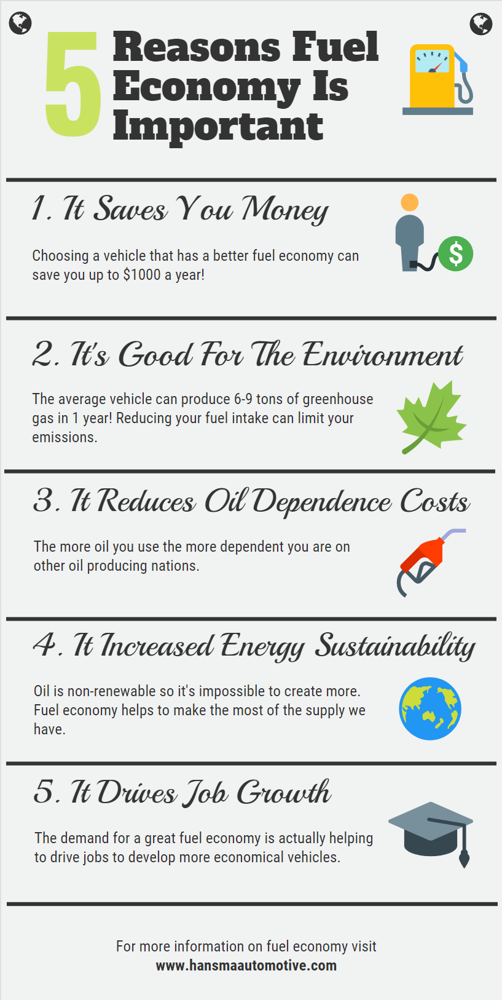 5
Reasons Fuel
Economy Is
Important
1. It Saves You Money
Choosing a vehicle that has a better fuel economy can
save you up to $1000 a year!
$
2. It's Good For The Environment
The average vehicle can produce 6-9 tons of greenhouse
gas in 1 year! Reducing your fuel intake can limit your
emissions.
3. It Reduces Oil Dependence Costs
The more oil you use the more dependent you are on
other oil producing nations.
4. It Increased Energy Sustainability
Oil is non-renewable so it's impossible to create more.
Fuel economy helps to make the most of the supply we
have.
5. It Drives Job Growth
The demand for a great fuel economy is actually helping
to drive jobs to develop more economical vehicles.
For more information on fuel economy visit
www.hansmaautomotive.com